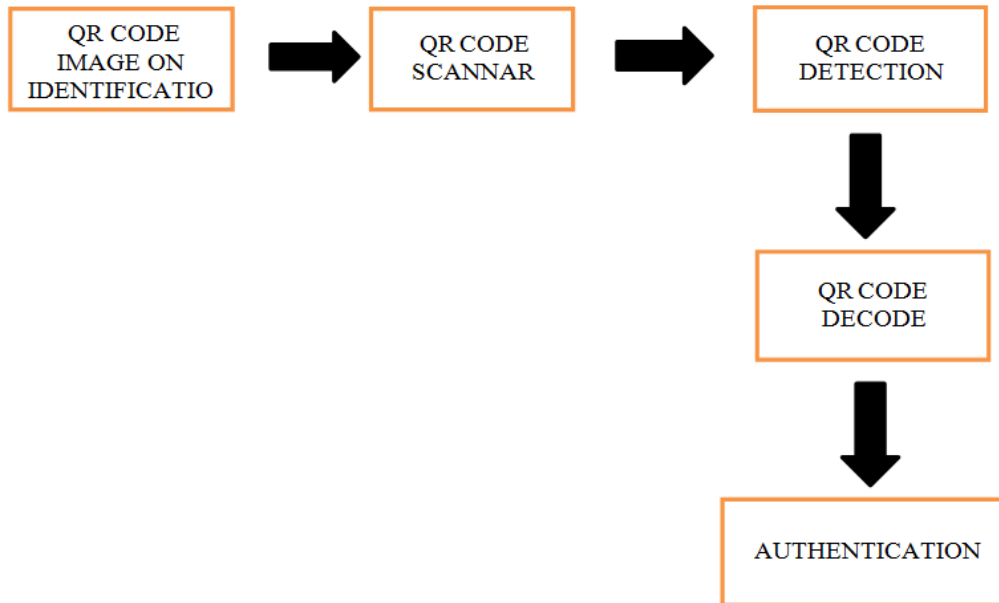 QR CODE
IMAGE ON
IDENTIFICATIO
QR CODE
SCANNAR
QR CODE
DETECTION
QR CODE
DECODE
AUTHENTICATION